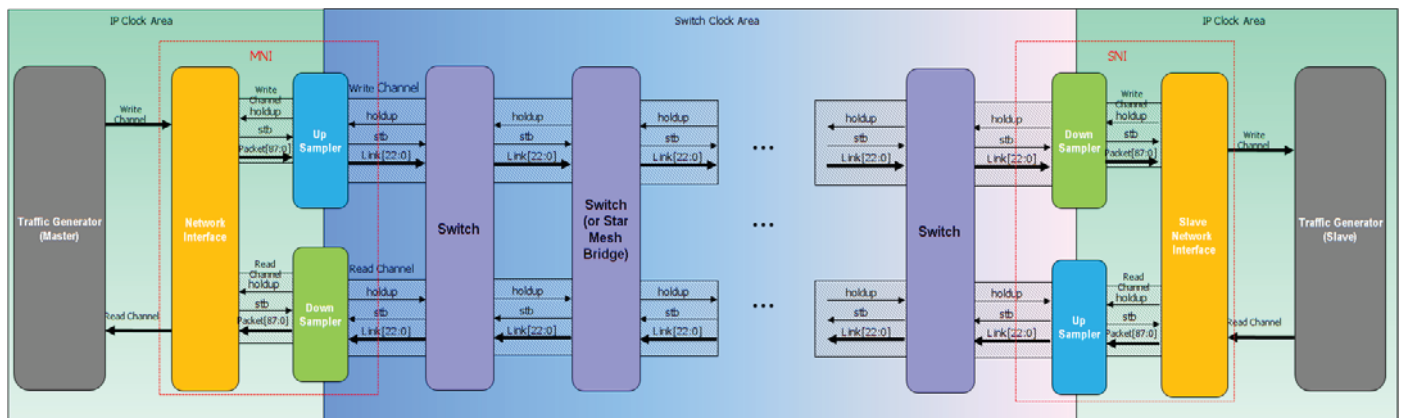 IP Clock Area
Switch Clock Area
IP Clock Area
MNI
SNI
Write
Channel
Write
Channel
holdup
stb
Packet[87:0]
Up
Sampler
Write Channel
holdup
stb
Link[22:0]
holdup
stb
Link[22:0]
holdup
stb
Link[22:0]
...
holdup
stb
Link[22:0]
holdup
stb
Link[22:0]
Down
Sampler
Write
Channel
holdup
stb
Packet[87:0]
Write
Channel
Traffic Generator
(Master)
Network
Interface
Switch
Switch
(or Star
Mesh
Bridge)
...
Switch
Slave
Network
Interface
Traffic Generator
(Slave)
Read Channel
Read
Channel
holdup
stb
Packet[87:0]
Down
Sampler
Read Channel
holdup
stb
Link[22:0]
holdup
stb
Link[22:0]
holdup
stb
Link[22:0]
...
holdup
stb
Link[22:0]
holdup
stb
Link[22:0]
Up
Sampler
Read
Channel
holdup
stb
Packet[87:0]
Read Channel